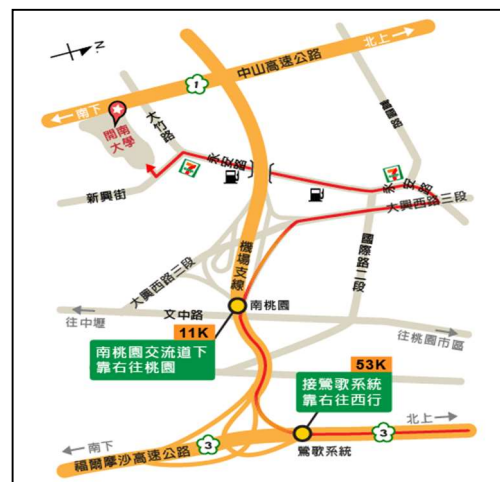 N
北上
中山高速公路
1
南下
開南
大學
大竹路
富國路
永安路
7
7
永安路
大興西路三段
新興街
機場支線
國際路二段
大興西路三段
南桃園
文中路
往中壢
往桃園市區
11K
南桃園交流道下
靠右往桃園
53K
接鶯歌系統
靠右往西行
北上
3
南下
3
福爾摩沙高速公路
鶯歌系統